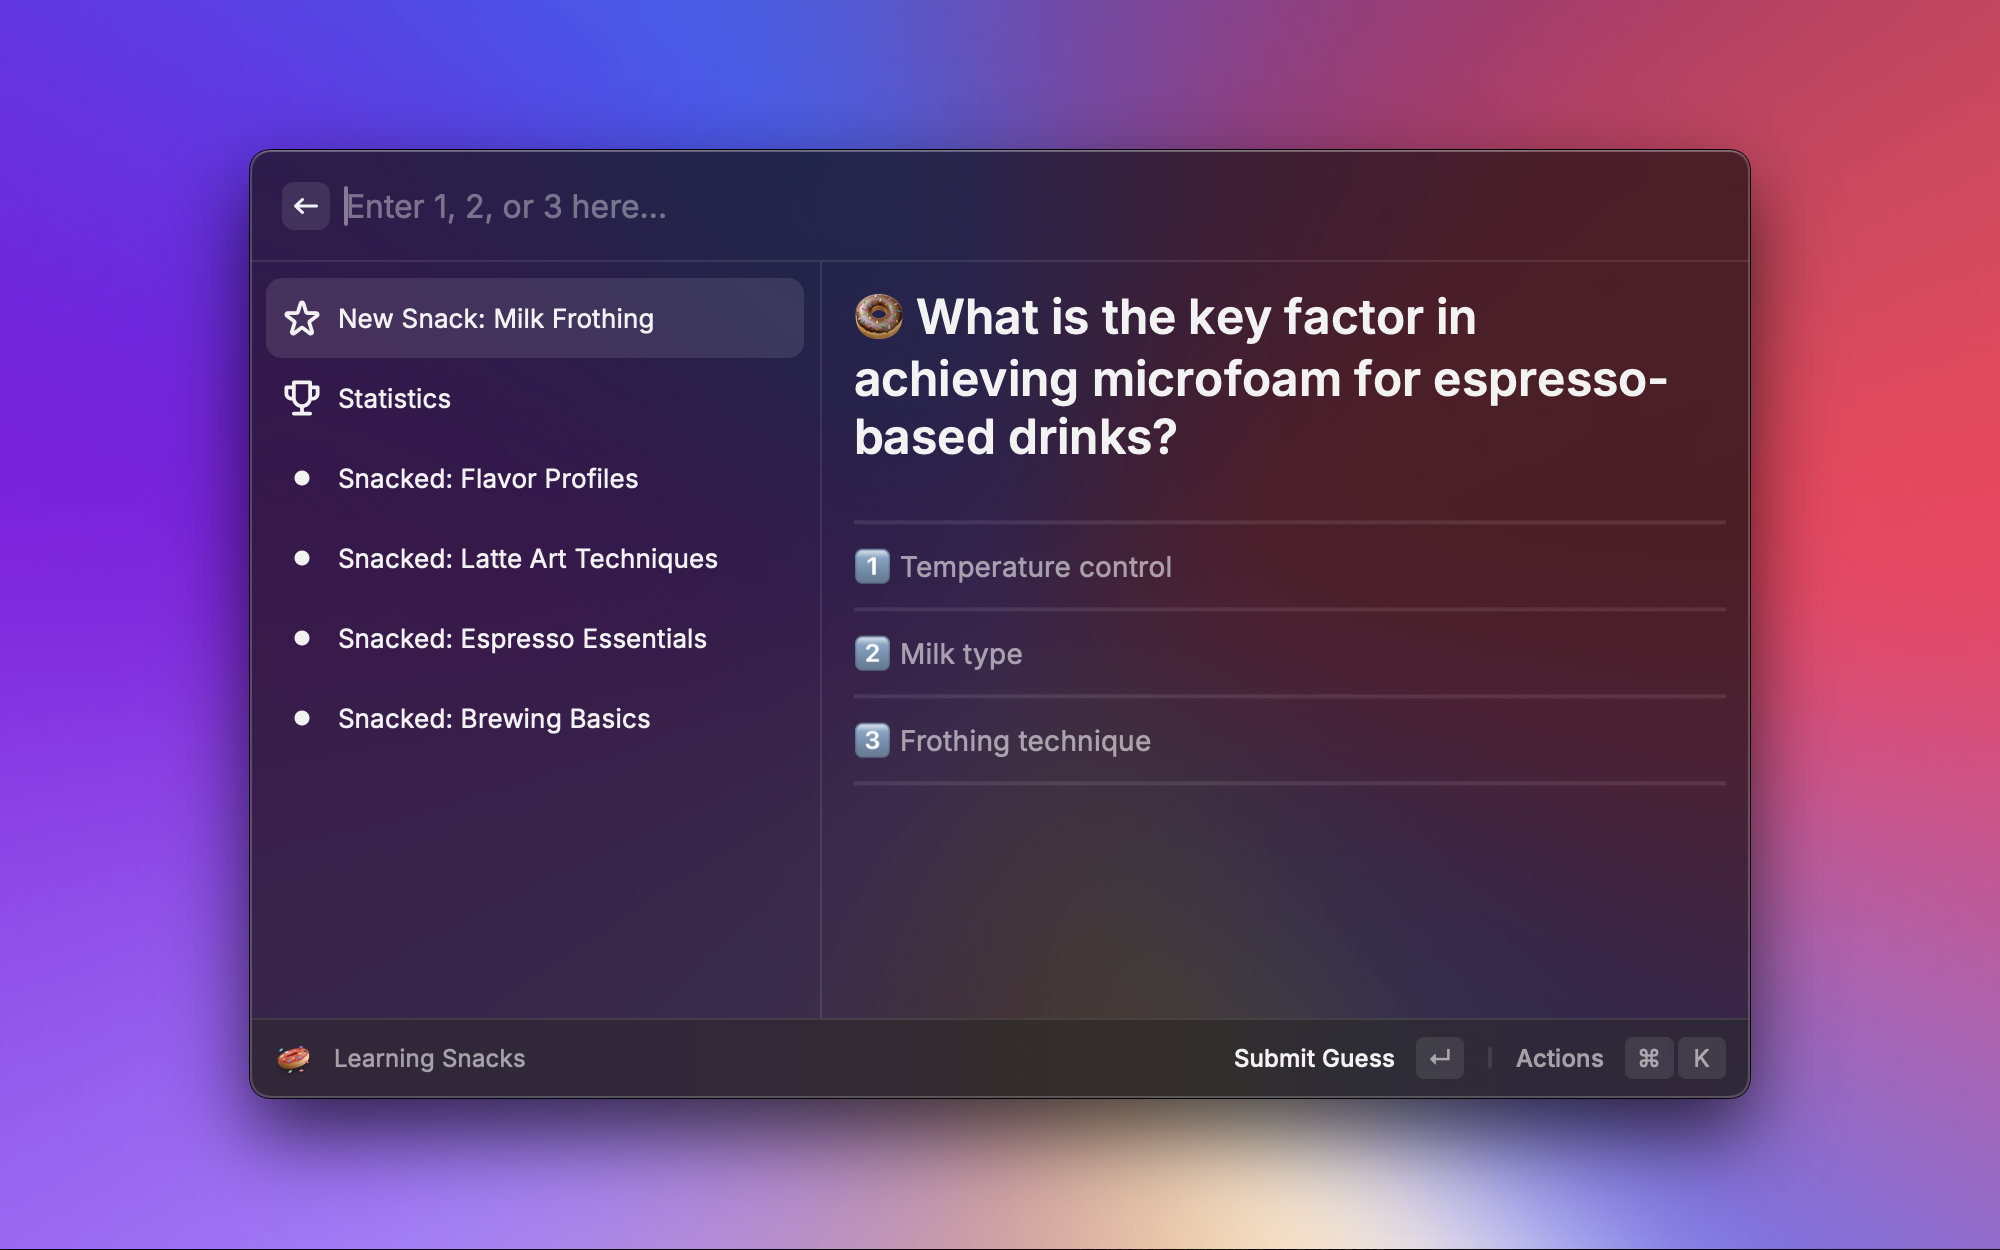 Enter 1, 2, or 3 here...
New Snack: Milk Frothing
Statistics
Snacked: Flavor Profiles
Snacked: Latte Art Techniques
Snacked: Espresso Essentials
Snacked: Brewing Basics
🍩 What is the key factor in
achieving microfoam for espresso-
based drinks?
1️⃣ Temperature control
2️⃣ Milk type
3️⃣ Frothing technique
Learning Snacks
Submit Guess ↵ | Actions ⌘ K